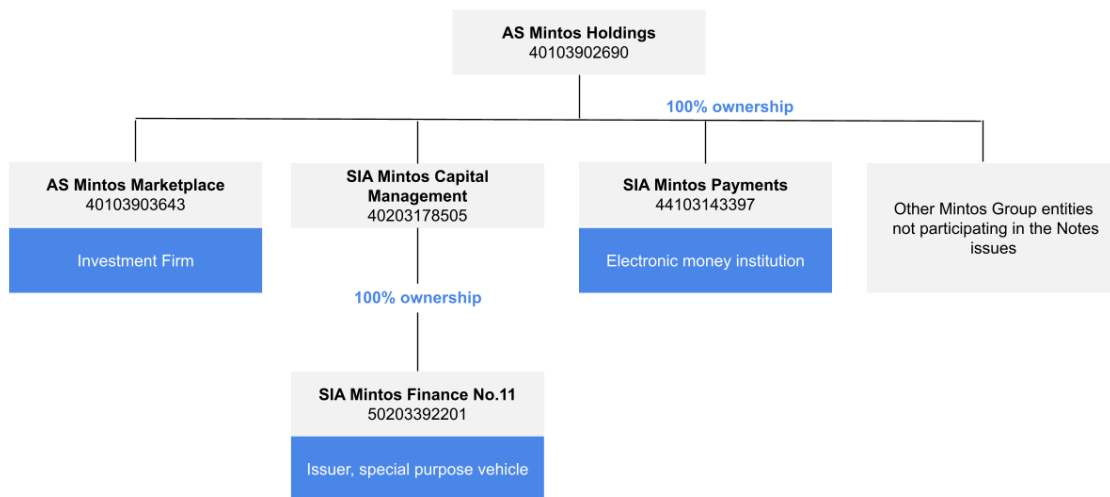 AS Mintos Holdings
40103902690
100% ownership
AS Mintos Marketplace
40103903643
Investment Firm
SIA Mintos Capital
Management
40203178505
SIA Mintos Payments
44103143397
Electronic money institution
Other Mintos Group entities
not participating in the Notes
issues
100% ownership
SIA Mintos Finance No.11
50203392201
Issuer, special purpose vehicle